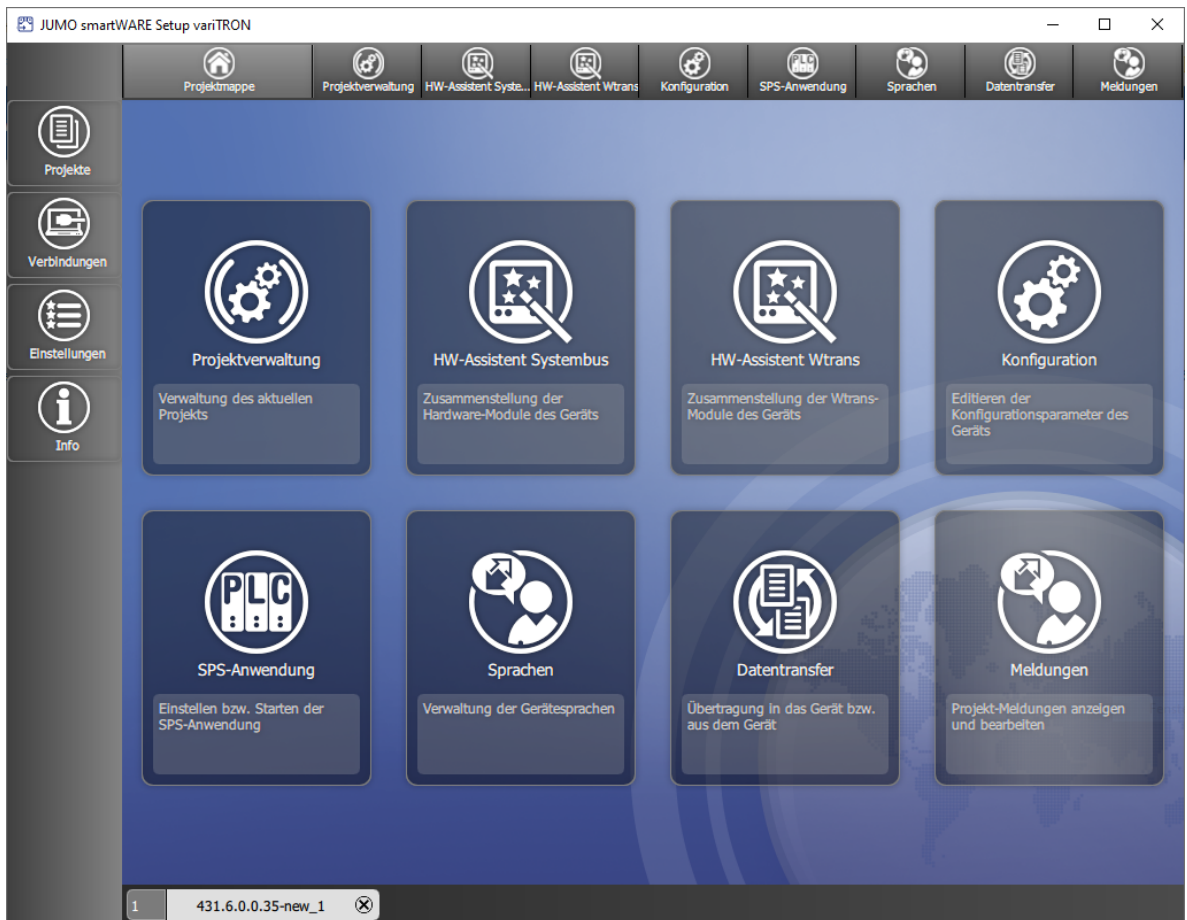 JUMO smartWARE Setup variTRON
Projektmappe
Projektverwaltung
HW-Assistent Syste...
HW-Assistent Wtrans
Konfiguration
PLC
SPS-Anwendung
Sprachen
Datentransfer
Meldungen
Projekte
Verbindungen
Einstellungen
Info
Projektverwaltung
Verwaltung des aktuellen
Projekts
HW-Assistent Systembus
Zusammenstellung der
Hardware-Module des Geräts
HW-Assistent Wtrans
Zusammenstellung der Wtrans-
Module des Geräts
Konfiguration
Editieren der
Konfigurationsparameter des
Geräts
PLC
SPS-Anwendung
Einstellen bzw. Starten der
SPS-Anwendung
Sprachen
Verwaltung der Gerätesprachen
Datentransfer
Übertragung in das Gerät bzw.
aus dem Gerät
Meldungen
Projekt-Meldungen anzeigen
und bearbeiten
1
431.6.0.0.35-new_1